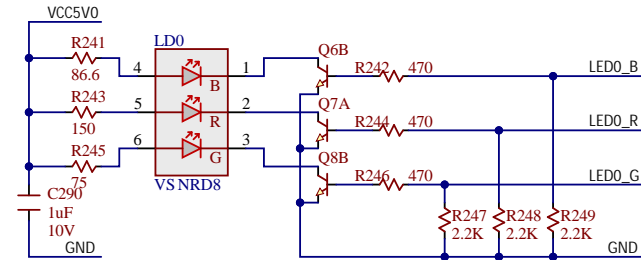 VCC5V0
R241
86.6
R243
150
R245
75
C290
1uF
10V
GND
LD0
4
1
B
5
2
R
6
3
G
VS NRD8
Q6B
R242 470
LED0_B
Q7A
R244 470
LED0_R
Q8B
R246 470
LED0_G
R247
2.2K
R248
2.2K
R249
2.2K
GND